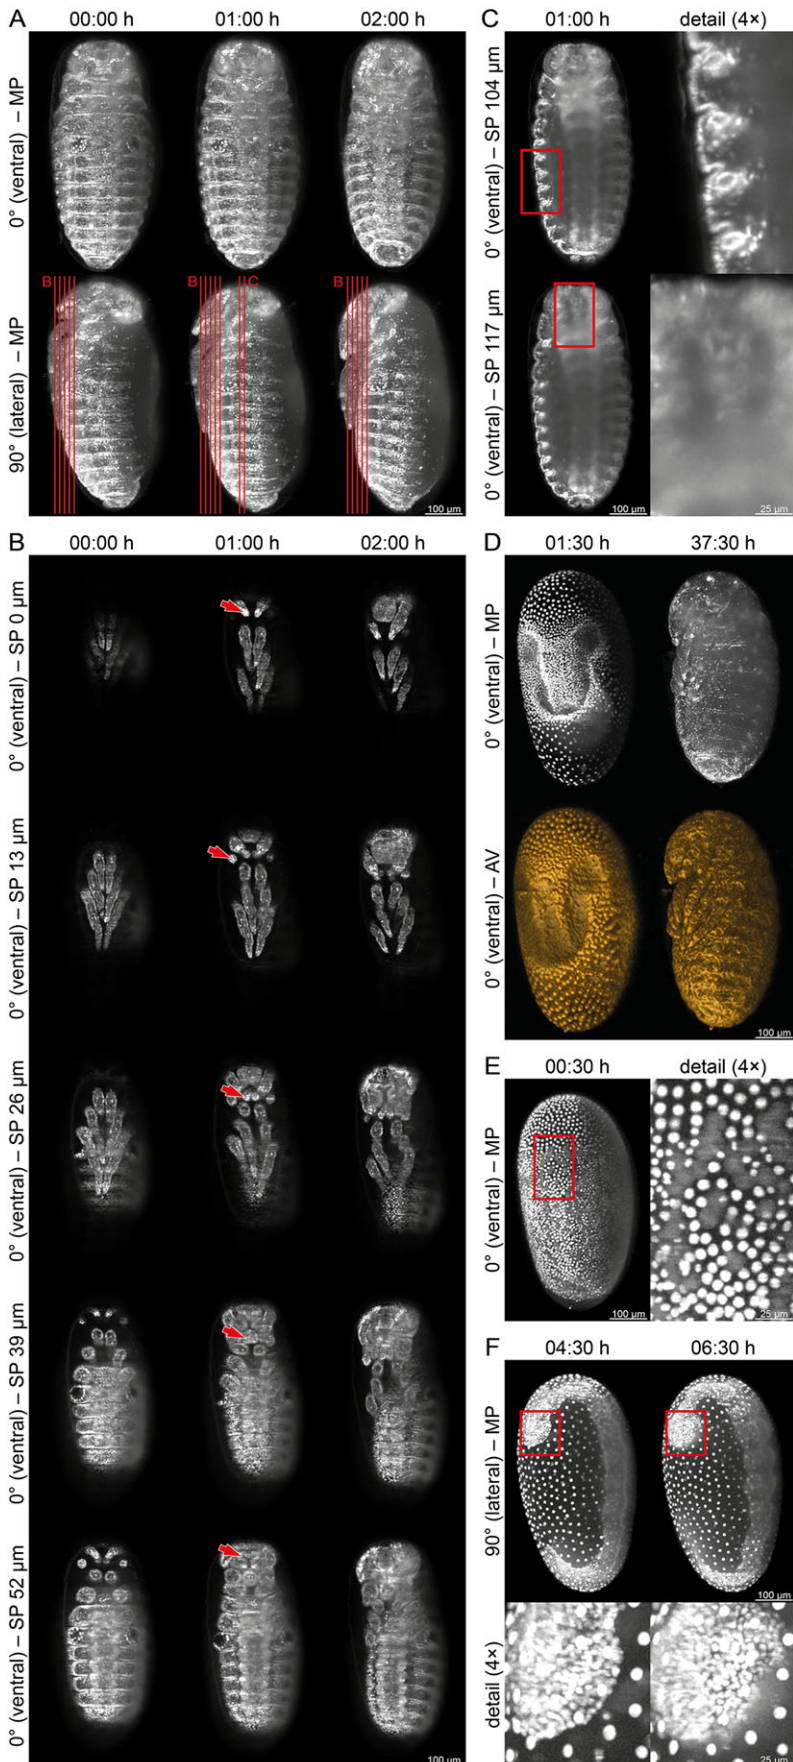 A
00:00 h 01:00 h 02:00 h
0° (ventral) – MP
90° (lateral) – MP
B B C B
100 µm
B
00:00 h 01:00 h 02:00 h
0° (ventral) – SP 0 µm
0° (ventral) – SP 13 µm
0° (ventral) – SP 26 µm
0° (ventral) – SP 39 µm
0° (ventral) – SP 52 µm
100 µm
C
01:00 h detail (4×)
0° (ventral) – SP 104 µm
0° (ventral) – SP 117 µm
100 µm 25 µm
D
01:30 h 37:30 h
0° (ventral) – MP
0° (ventral) – AV
100 µm
E
00:30 h detail (4×)
0° (ventral) – MP
100 µm 25 µm
F
04:30 h 06:30 h
90° (lateral) – MP
100 µm
detail (4×)
25 µm